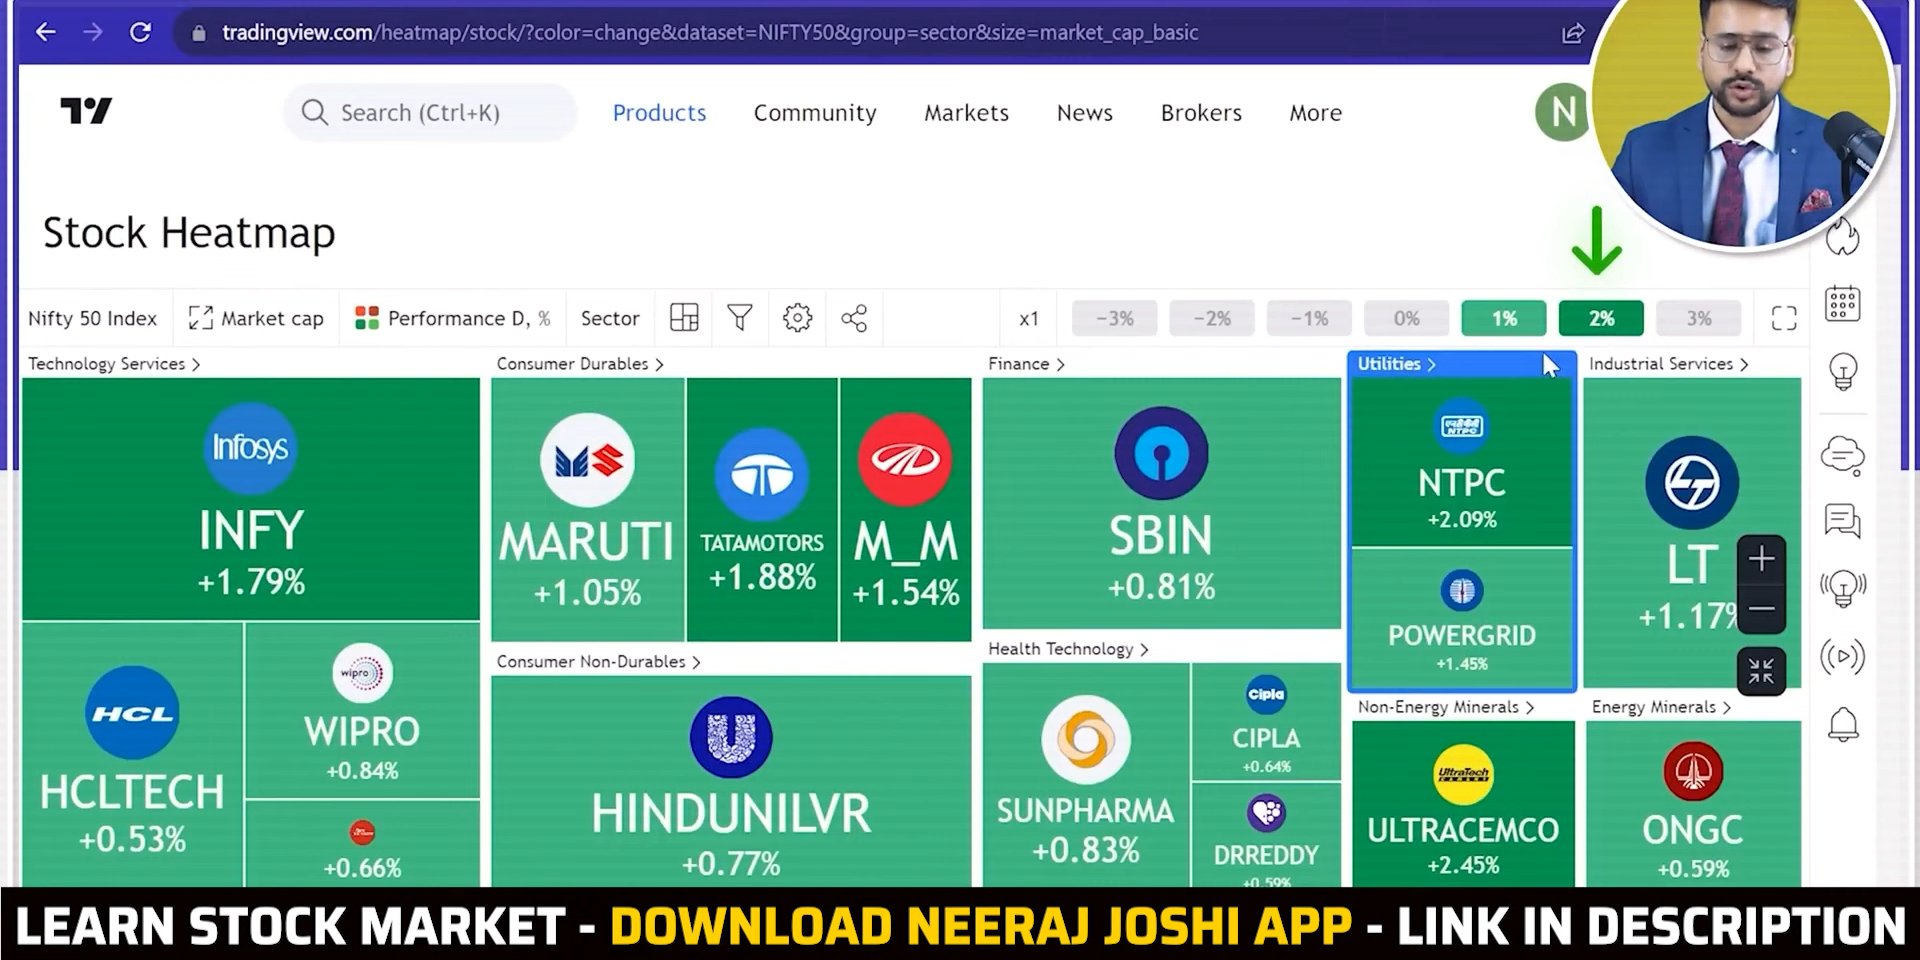 tradingview.com/heatmap/stock/?color=change&dataset=NIFTY50&group=sector&size=market_cap_basic
Search (Ctrl+K)
Products
Community
Markets
News
Brokers
More
N
Stock Heatmap
Nifty 50 Index
Market cap
Performance D, %
Sector
x1
−3%
−2%
−1%
0%
1%
2%
3%
Technology Services >
Infosys
INFY
+1.79%
HCL
HCLTECH
+0.53%
wipro
WIPRO
+0.84%
+0.66%
Consumer Durables >
MARUTI
+1.05%
TATAMOTORS
+1.88%
M_M
+1.54%
Consumer Non-Durables >
HINDUNILVR
+0.77%
Finance >
SBIN
+0.81%
Health Technology >
SUNPHARMA
+0.83%
Cipla
CIPLA
+0.64%
DRREDDY
+0.59%
Utilities >
एनटीपीसी
NTPC
NTPC
+2.09%
POWERGRID
+1.45%
Industrial Services >
LT
+1.17%
Non-Energy Minerals >
UltraTech
CEMENT
ULTRACEMCO
+2.45%
Energy Minerals >
ONGC
+0.59%
LEARN STOCK MARKET - DOWNLOAD NEERAJ JOSHI APP - LINK IN DESCRIPTION